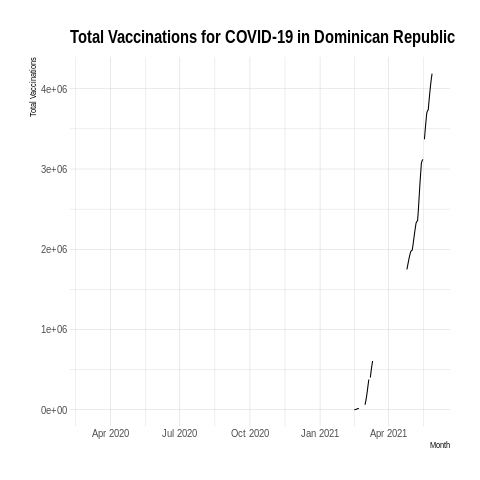 Total Vaccinations for COVID-19 in Dominican Republic
Total Vaccinations
4e+06
3e+06
2e+06
1e+06
0e+00
Apr 2020 Jul 2020 Oct 2020 Jan 2021 Apr 2021
Month